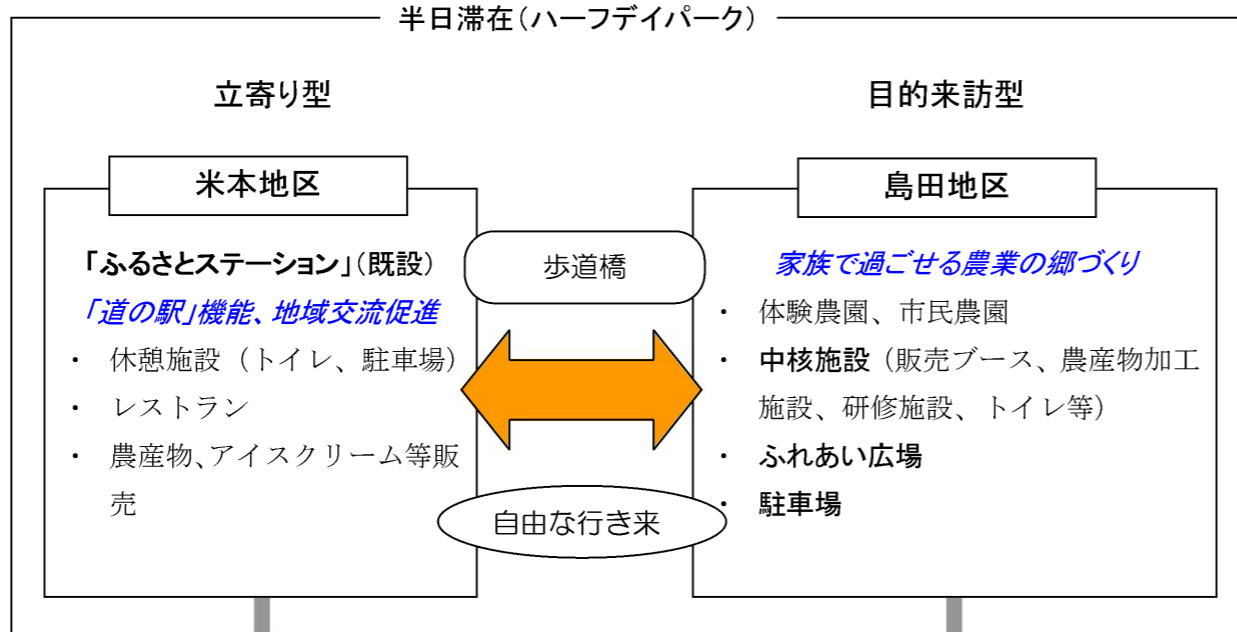 半日滞在（ハーフデイパーク）
立寄り型
目的来訪型
米本地区
「ふるさとステーション」（既設）
「道の駅」機能、地域交流促進
・ 休憩施設（トイレ、駐車場）
・ レストラン
・ 農産物、アイスクリーム等販
売
歩道橋
自由な行き来
島田地区
家族で過ごせる農業の郷づくり
・ 体験農園、市民農園
・ 中核施設（販売ブース、農産物加工
施設、研修施設、トイレ等）
・ ふれあい広場
・ 駐車場